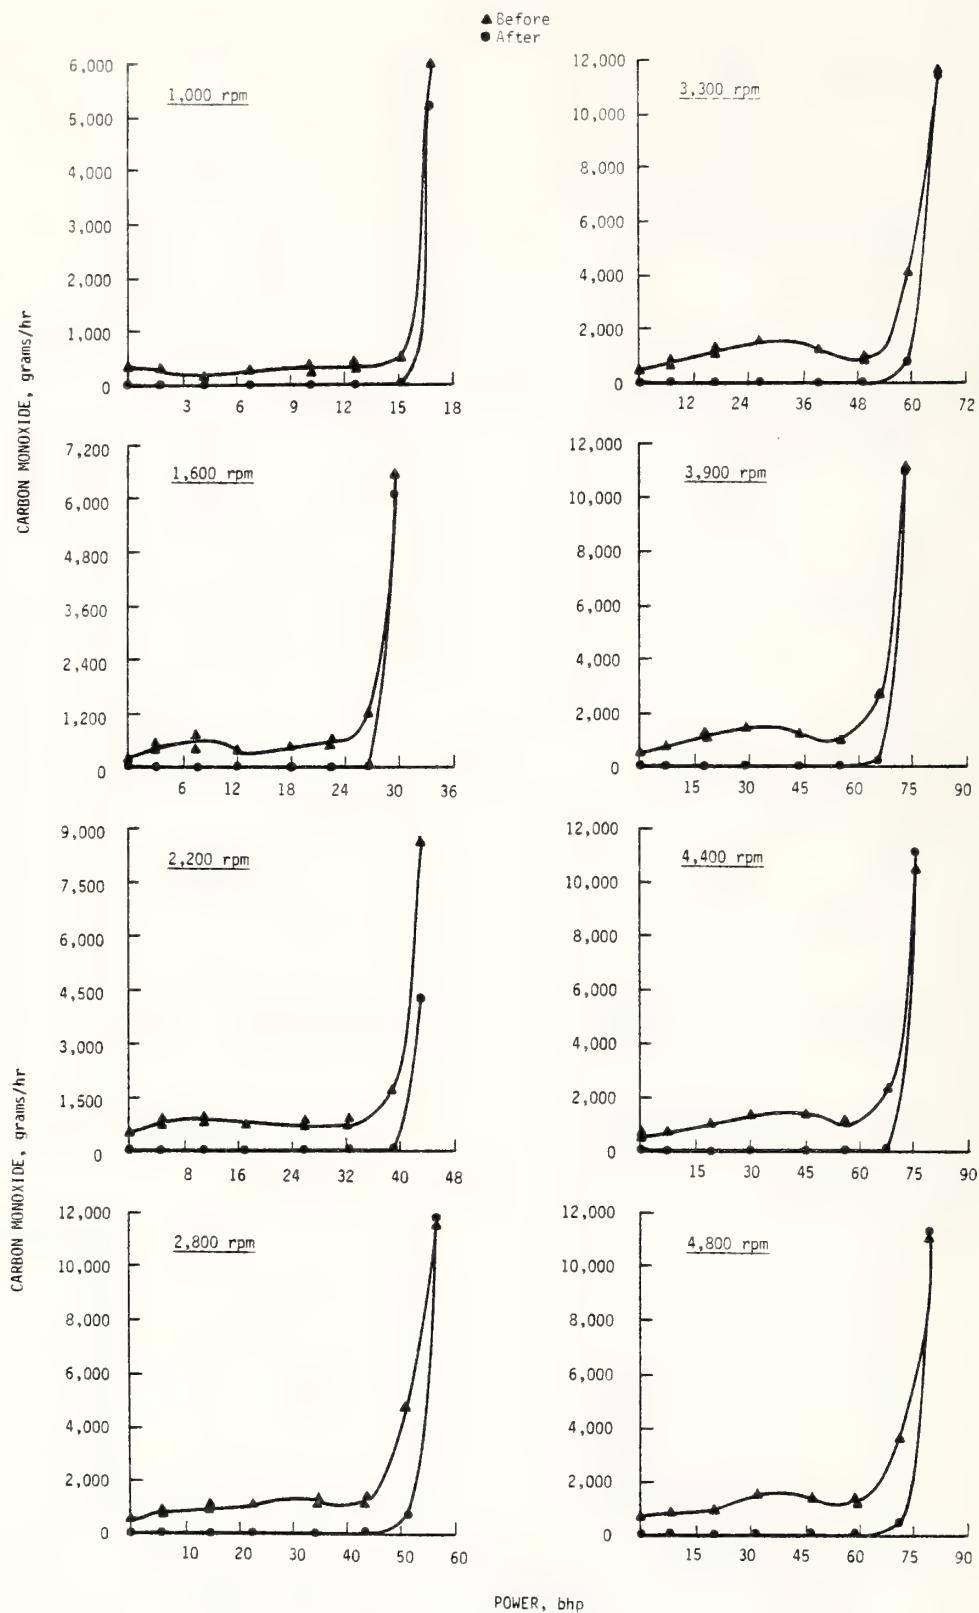 ▲ Before
● After
CARBON MONOXIDE, grams/hr
1,000 rpm
6,000
5,000
4,000
3,000
2,000
1,000
0
3 6 9 12 15 18
3,300 rpm
12,000
10,000
8,000
6,000
4,000
2,000
0
12 24 36 48 60 72
1,600 rpm
7,200
6,000
4,800
3,600
2,400
1,200
0
6 12 18 24 30 36
3,900 rpm
12,000
10,000
8,000
6,000
4,000
2,000
0
15 30 45 60 75 90
CARBON MONOXIDE, grams/hr
2,200 rpm
9,000
7,500
6,000
4,500
3,000
1,500
0
8 16 24 32 40 48
4,400 rpm
12,000
10,000
8,000
6,000
4,000
2,000
0
15 30 45 60 75 90
2,800 rpm
12,000
10,000
8,000
6,000
4,000
2,000
0
10 20 30 40 50 60
4,800 rpm
12,000
10,000
8,000
6,000
4,000
2,000
0
15 30 45 60 75 90
POWER, bhp